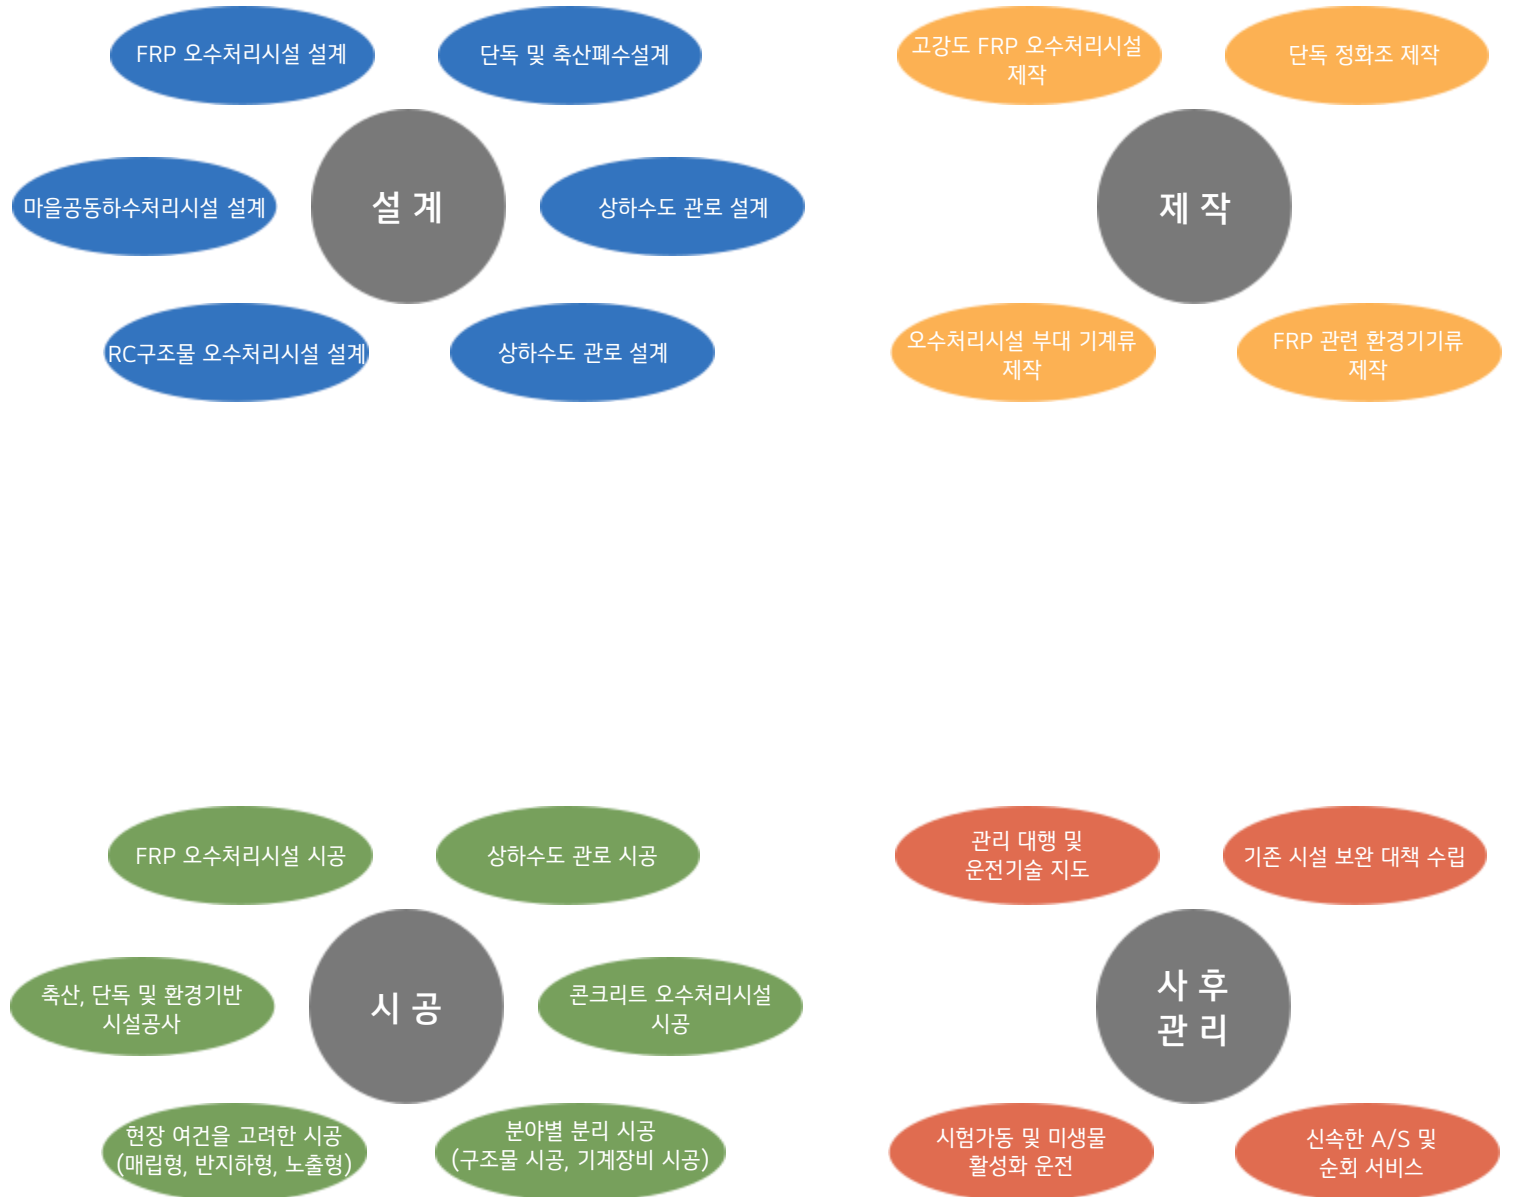 FRP 오수처리시설 설계
단독 및 축산폐수설계
마을공동하수처리시설 설계
설 계
상하수도 관로 설계
RC구조물 오수처리시설 설계
상하수도 관로 설계
고강도 FRP 오수처리시설
제작
단독 정화조 제작
제 작
오수처리시설 부대 기계류
제작
FRP 관련 환경기기류
제작
FRP 오수처리시설 시공
상하수도 관로 시공
축산, 단독 및 환경기반
시설공사
시 공
콘크리트 오수처리시설
시공
현장 여건을 고려한 시공
(매립형, 반지하형, 노출형)
분야별 분리 시공
(구조물 시공, 기계장비 시공)
관리 대행 및
운전기술 지도
기존 시설 보완 대책 수립
사 후
관 리
시험가동 및 미생물
활성화 운전
신속한 A/S 및
순회 서비스